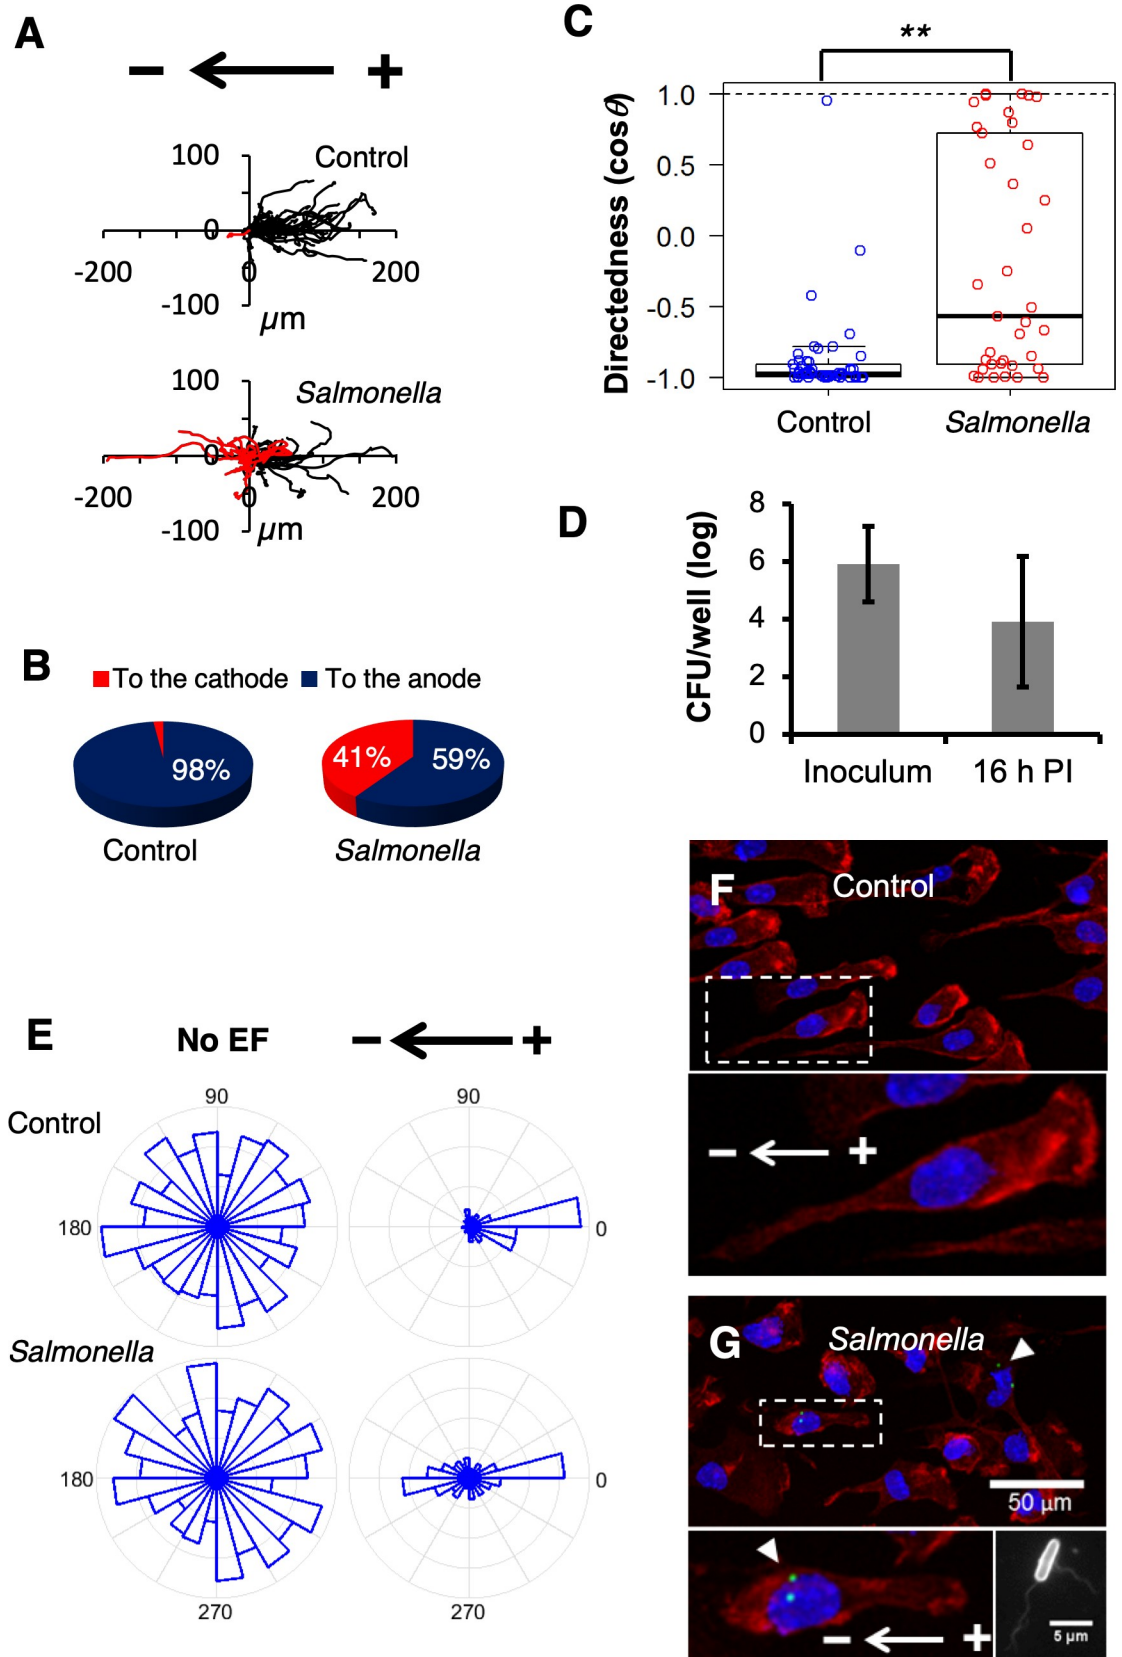 A
− +
100
Control
0
-200 0 200
-100
µm
100
Salmonella
0
-200 0 200
-100
µm
B
To the cathode To the anode
98%
41% 59%
Control Salmonella
C
**
Directedness (cosθ)
1.0
0.5
0.0
-0.5
-1.0
Control Salmonella
D
CFU/well (log)
8
6
4
2
0
Inoculum 16 h PI
E
No EF − +
Control
90 90
180 0
Salmonella
180 0
270 270
F Control
− +
G Salmonella
50 µm
− +
5 µm